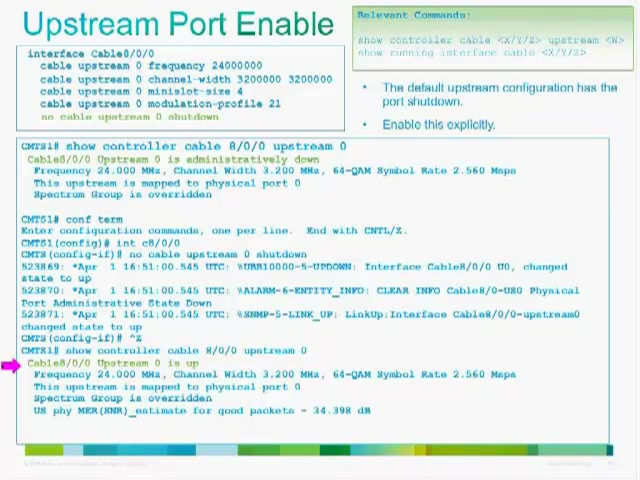 Upstream Port Enable
Relevant Commands:
show controller cable <X/Y/Z> upstream <W>
show running interface cable <X/Y/Z>
interface Cable8/0/0
cable upstream 0 frequency 24000000
cable upstream 0 channel-width 3200000 3200000
cable upstream 0 minislot-size 4
cable upstream 0 modulation-profile 21
no cable upstream 0 shutdown
• The default upstream configuration has the
port shutdown.
• Enable this explicitly.
CMTS1# show controller cable 8/0/0 upstream 0
Cable8/0/0 Upstream 0 is administratively down
Frequency 24.000 MHz, Channel Width 3.200 MHz, 64-QAM Symbol Rate 2.560 Msps
This upstream is mapped to physical port 0
Spectrum Group is overridden
CMTS1# conf term
Enter configuration commands, one per line. End with CNTL/Z.
CMTS1(config)# int c8/0/0
CMTS(config-if)# no cable upstream 0 shutdown
523869: *Apr 1 16:51:00.545 UTC: %UBR10000-5-UPDOWN: Interface Cable8/0/0 U0, changed
state to up
523870: *Apr 1 16:51:00.545 UTC: %ALARM-6-ENTITY_INFO: CLEAR INFO Cable8/0-US0 Physical
Port Administrative State Down
523871: *Apr 1 16:51:00.545 UTC: %SNMP-5-LINK_UP: LinkUp:Interface Cable8/0/0-upstream0
changed state to up
CMTS(config-if)# ^Z
CMTS1# show controller cable 8/0/0 upstream 0
Cable8/0/0 Upstream 0 is up
Frequency 24.000 MHz, Channel Width 3.200 MHz, 64-QAM Symbol Rate 2.560 Msps
This upstream is mapped to physical port 0
Spectrum Group is overridden
US phy MER(SNR)_estimate for good packets - 34.398 dB